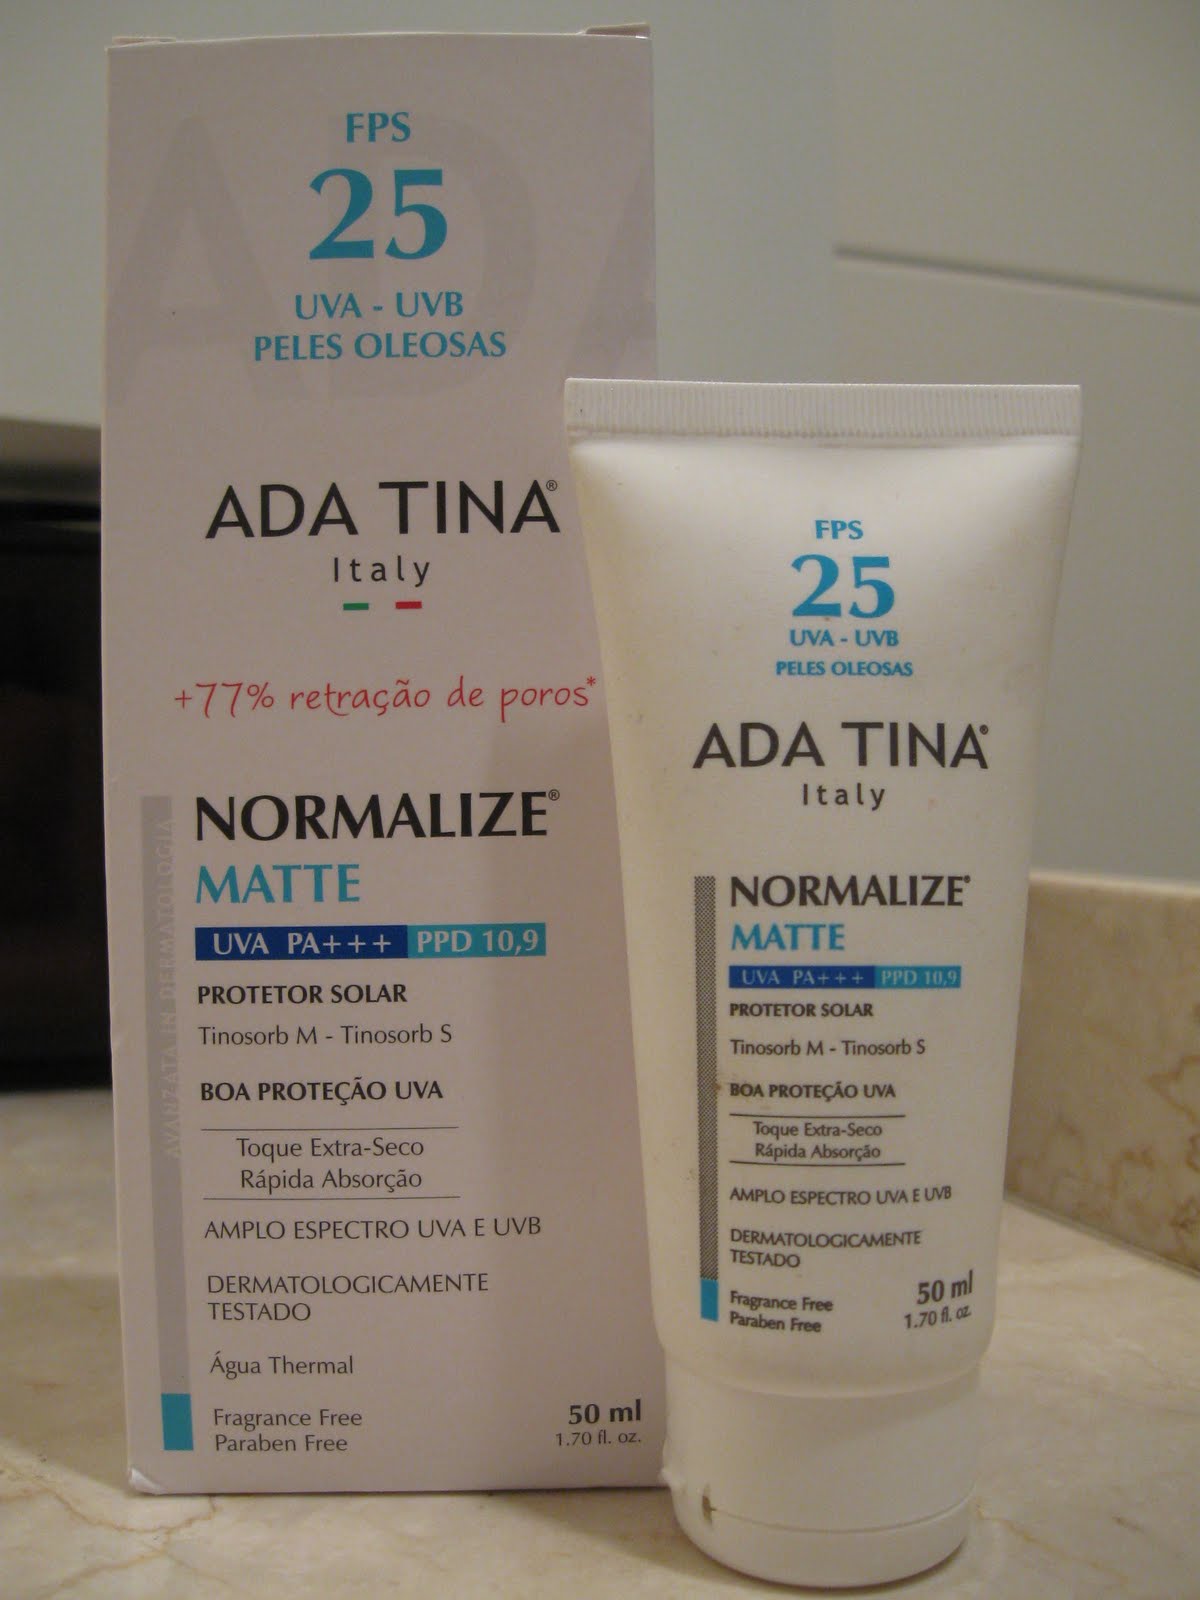 FPS
25
UVA - UVB
PELES OLEOSAS
ADA TINA®
Italy
+77% retração de poros*
NORMALIZE®
MATTE
UVA PA+++ PPD 10,9
PROTETOR SOLAR
Tinosorb M - Tinosorb S
BOA PROTEÇÃO UVA
Toque Extra-Seco
Rápida Absorção
AMPLO ESPECTRO UVA E UVB
DERMATOLOGICAMENTE
TESTADO
Água Thermal
Fragrance Free
Paraben Free
50 ml
1.70 fl. oz.
AVANZATA IN DERMATOLOGIA
ADA
FPS
25
UVA - UVB
PELES OLEOSAS
ADA TINA®
Italy
NORMALIZE®
MATTE
UVA PA+++ PPD 10,9
PROTETOR SOLAR
Tinosorb M - Tinosorb S
BOA PROTEÇÃO UVA
Toque Extra-Seco
Rápida Absorção
AMPLO ESPECTRO UVA E UVB
DERMATOLOGICAMENTE
TESTADO
Fragrance Free
Paraben Free
50 ml
1.70 fl. oz.